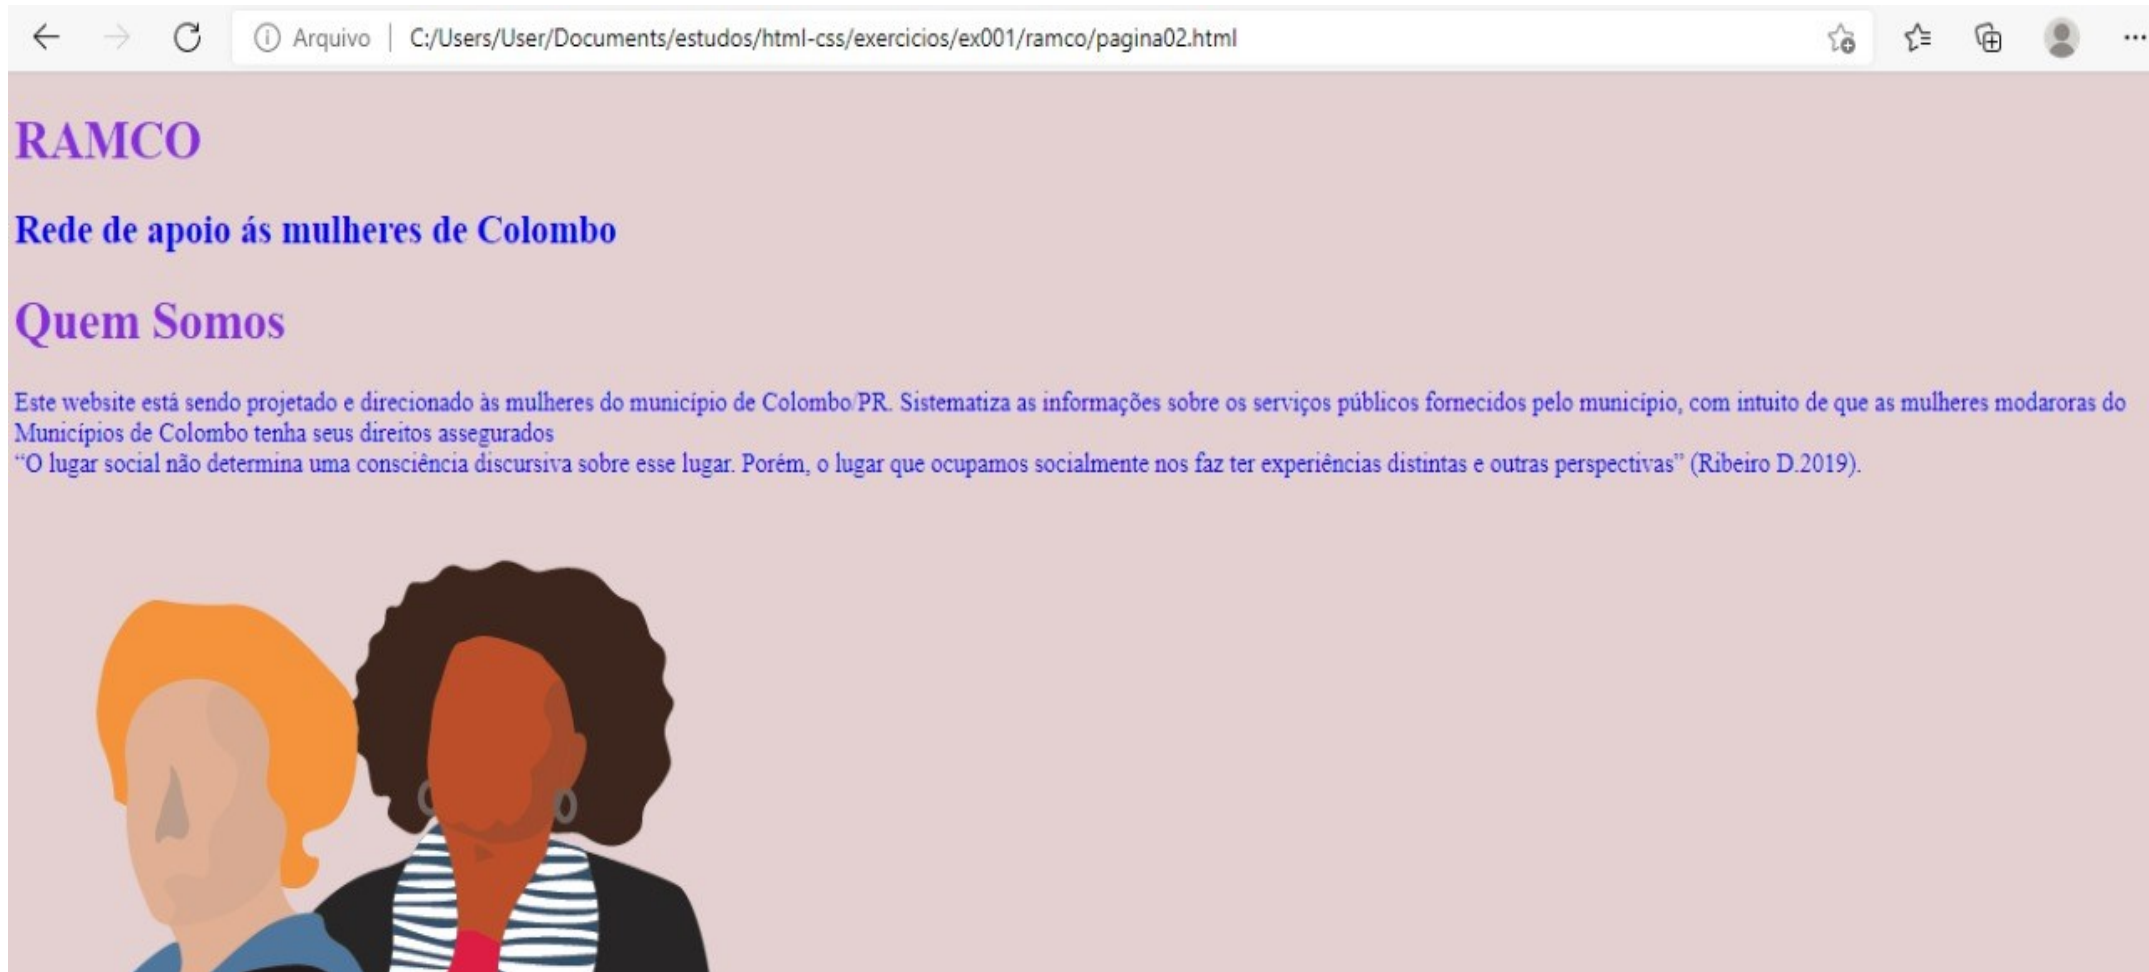 Arquivo | C:/Users/User/Documents/estudos/html-css/exercicios/ex001/ramco/pagina02.html
RAMCO
Rede de apoio ás mulheres de Colombo
Quem Somos
Este website está sendo projetado e direcionado às mulheres do município de Colombo/PR. Sistematiza as informações sobre os serviços públicos fornecidos pelo município, com intuito de que as mulheres modaroras do
Municípios de Colombo tenha seus direitos assegurados
“O lugar social não determina uma consciência discursiva sobre esse lugar. Porém, o lugar que ocupamos socialmente nos faz ter experiências distintas e outras perspectivas” (Ribeiro D.2019).